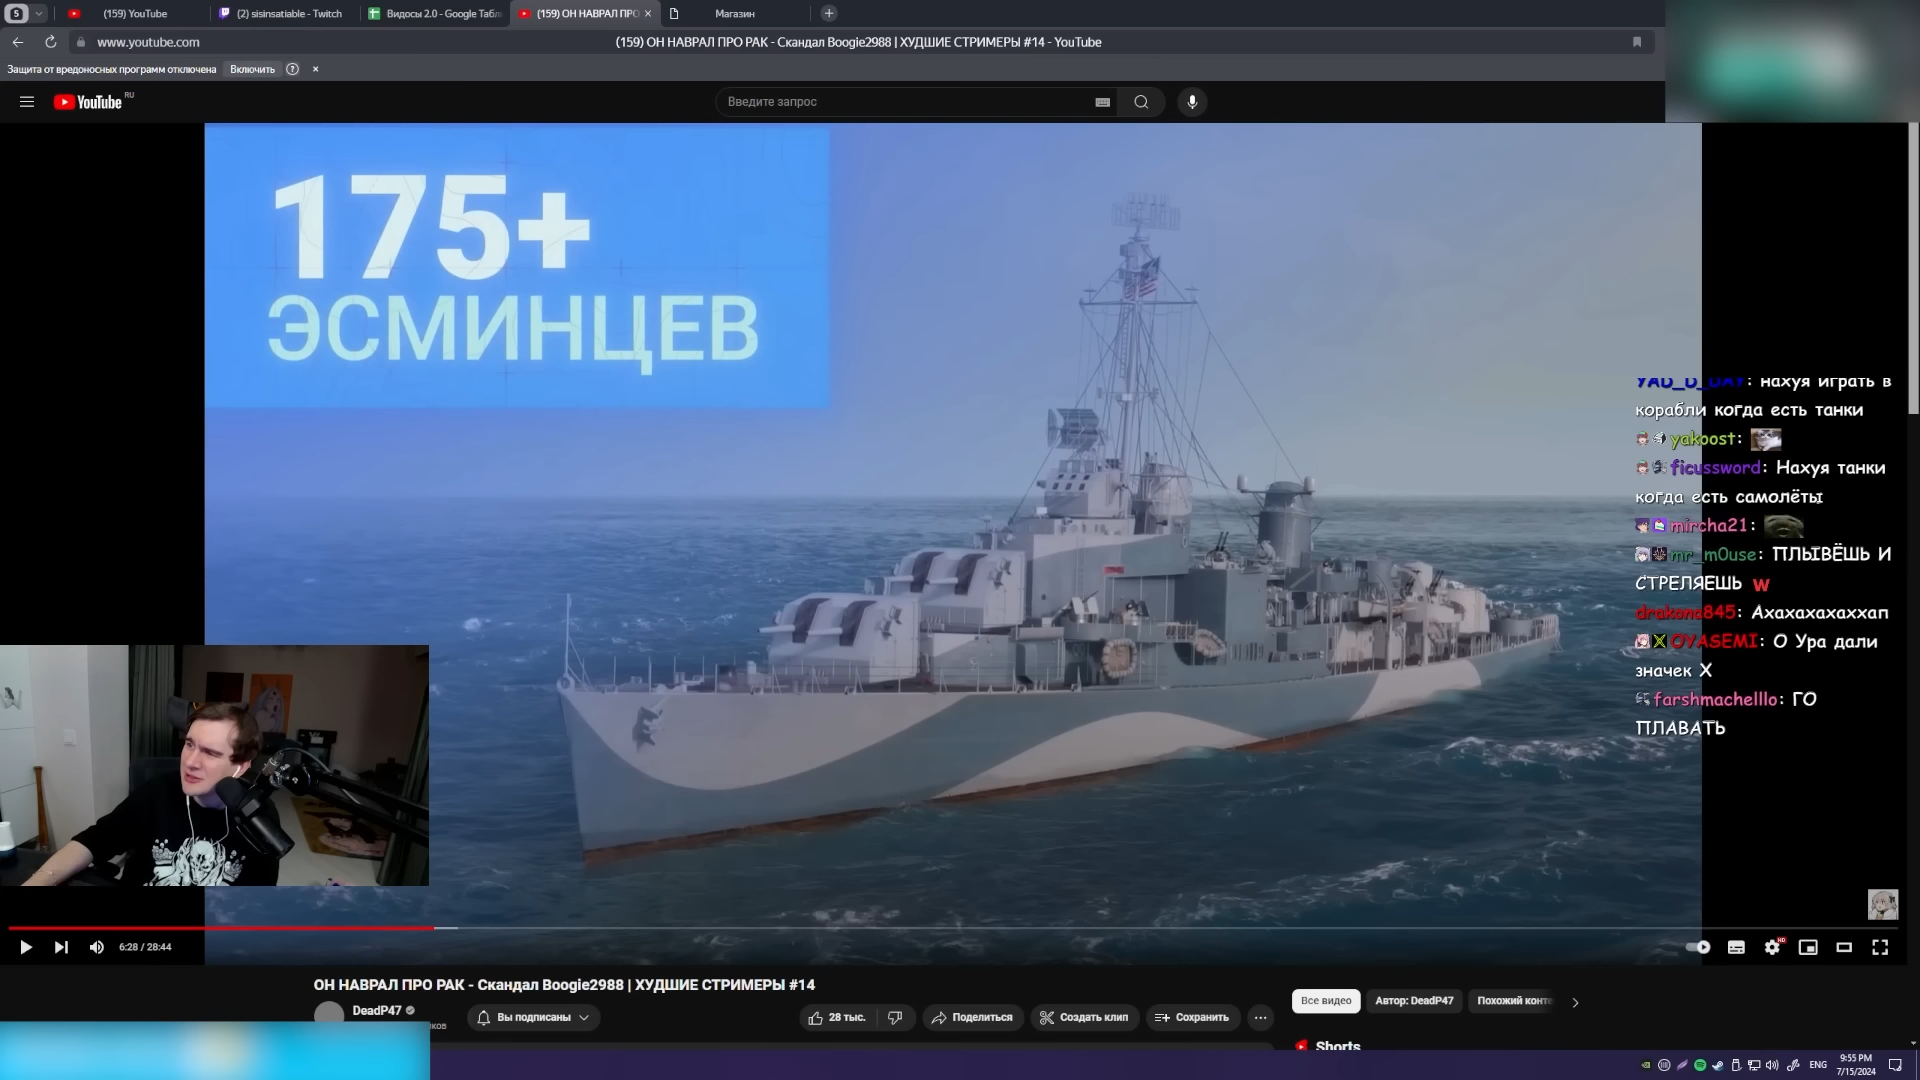 5
(159) YouTube
(2) sisinsatiable - Twitch
Видосы 2.0 - Google Табл
(159) ОН НАВРАЛ ПРО
Магазин
www.youtube.com
(159) ОН НАВРАЛ ПРО РАК - Скандал Boogie2988 | ХУДШИЕ СТРИМЕРЫ #14 - YouTube
Защита от вредоносных программ отключена
Включить
YouTube RU
Введите запрос
175+
ЭСМИНЦЕВ
нахуя играть в
корабли когда есть танки
yakoost:
ficussword: Нахуя танки
когда есть самолёты
mircha21:
mr_m0use: ПЛЫВЁШЬ И
СТРЕЛЯЕШЬ W
drakona845: Ахахахахаххап
OYASEMI: О Ура дали
значек X
farshmachelllo: ГО
ПЛАВАТЬ
6:28 / 28:44
HD
ОН НАВРАЛ ПРО РАК - Скандал Boogie2988 | ХУДШИЕ СТРИМЕРЫ #14
DeadP47
Вы подписаны
28 тыс.
Поделиться
Создать клип
Сохранить
Все видео
Автор: DeadP47
Похожий конте
Shorts
ENG
9:55 PM
7/15/2024